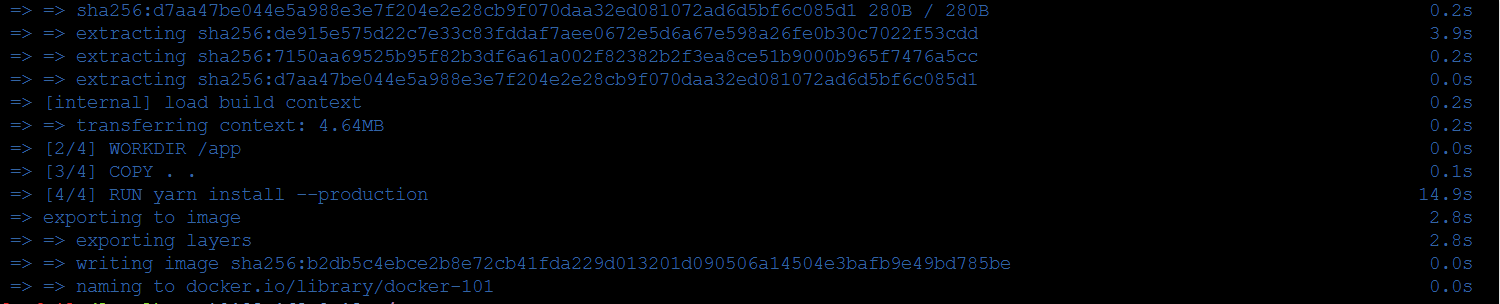 => => sha256:d7aa47be044e5a988e3e7f204e2e28cb9f070daa32ed081072ad6d5bf6c085d1 280B / 280B 0.2s
=> => extracting sha256:de915e575d22c7e33c83fddaf7aee0672e5d6a67e598a26fe0b30c7022f53cdd 3.9s
=> => extracting sha256:7150aa69525b95f82b3df6a61a002f82382b2f3ea8ce51b9000b965f7476a5cc 0.2s
=> => extracting sha256:d7aa47be044e5a988e3e7f204e2e28cb9f070daa32ed081072ad6d5bf6c085d1 0.0s
=> [internal] load build context 0.2s
=> => transferring context: 4.64MB 0.2s
=> [2/4] WORKDIR /app 0.0s
=> [3/4] COPY . . 0.1s
=> [4/4] RUN yarn install --production 14.9s
=> exporting to image 2.8s
=> => exporting layers 2.8s
=> => writing image sha256:b2db5c4ebce2b8e72cb41fda229d013201d090506a14504e3bafb9e49bd785be 0.0s
=> => naming to docker.io/library/docker-101 0.0s